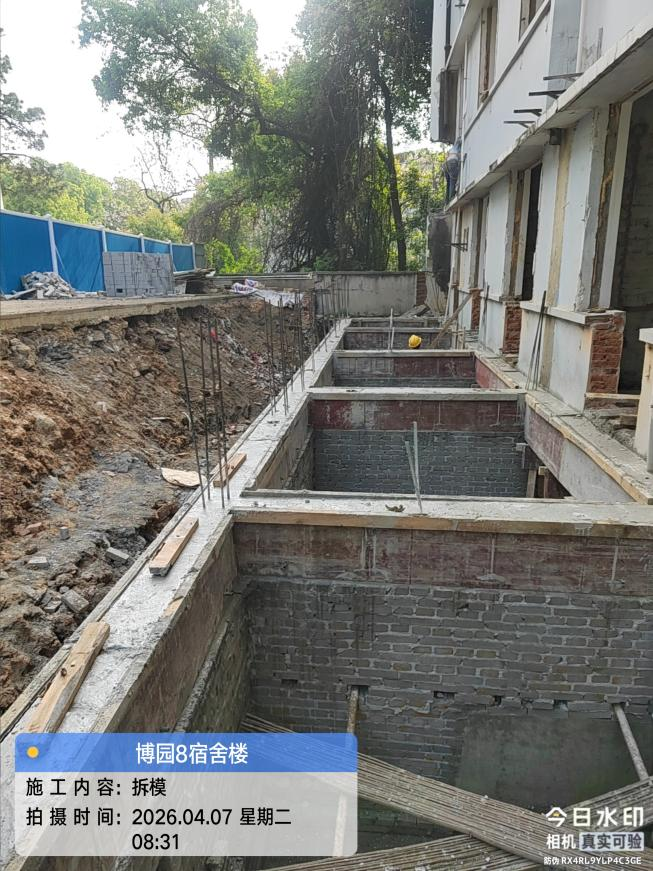 博园8宿舍楼
施工内容：拆模
拍摄时间：2026.04.07 星期二
08:31
今日水印
相机 真实可验
防伪 RX4RL9YLP4C3GE